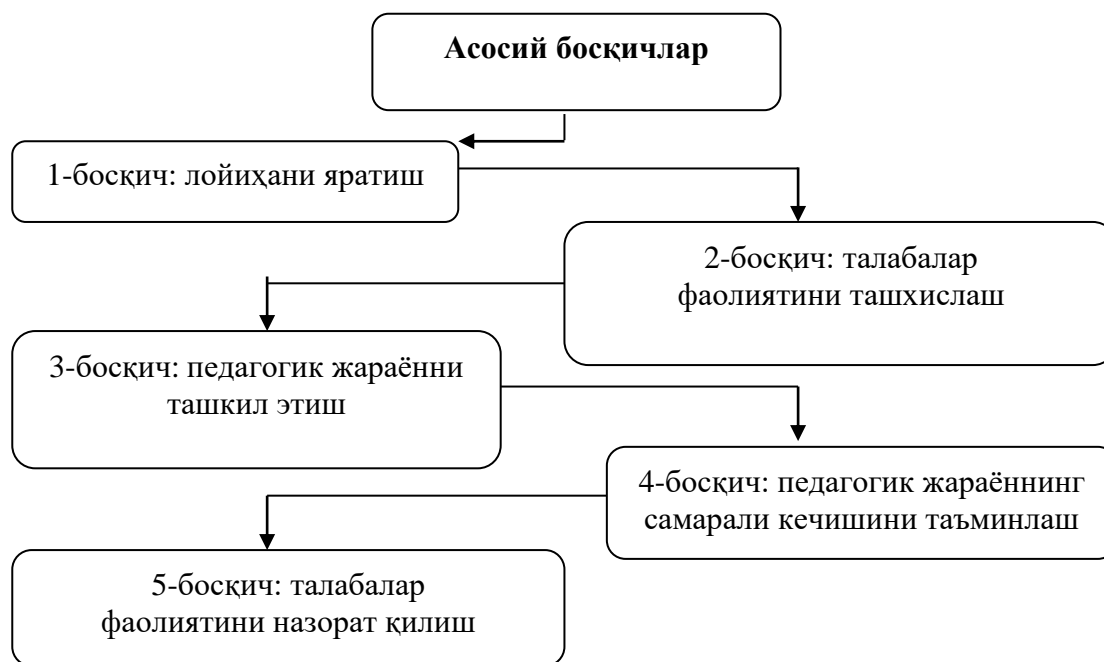 Асосий босқичлар
1-босқич: лойиҳани яратиш
2-босқич: талабалар
фаолиятини ташхислаш
3-босқич: педагогик жараённи
ташкил этиш
4-босқич: педагогик жараённинг
самарали кечишини таъминлаш
5-босқич: талабалар
фаолиятини назорат қилиш